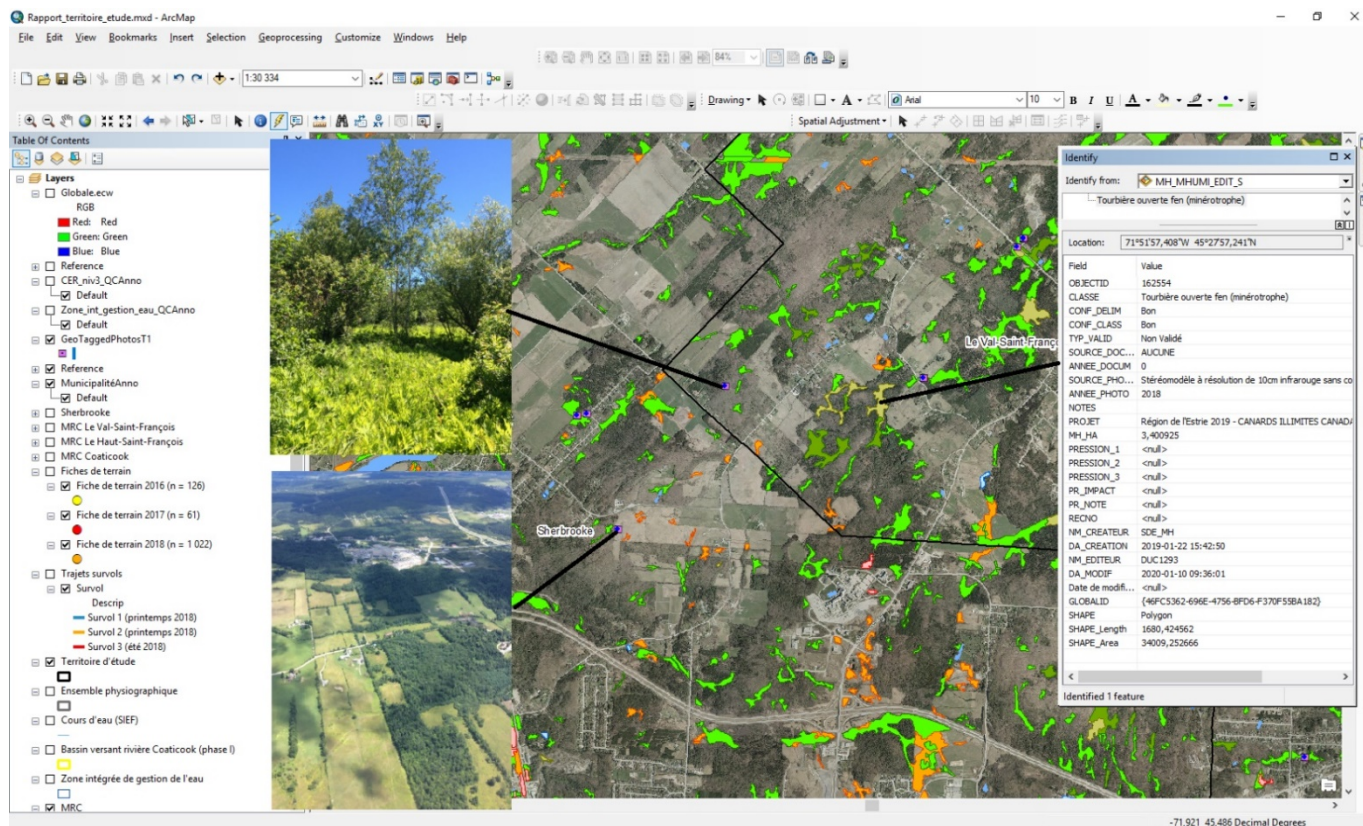 Rapport_territoire_etude.mxd - ArcMap
File Edit View Bookmarks Insert Selection Geoprocessing Customize Windows Help
84%
1:30 334
Drawing Arial 10 B I U A
Spatial Adjustment
Table Of Contents
Layers
Globale.ecw
RGB
Red: Red
Green: Green
Blue: Blue
Reference
CER_niv3_QCAnno
Default
Zone_int_gestion_eau_QCAnno
Default
GeoTaggedPhotosT1
Reference
MunicipalitéAnno
Default
Sherbrooke
MRC Le Val-Saint-François
MRC Le Haut-Saint-François
MRC Coaticook
Fiches de terrain
Fiche de terrain 2016 (n = 126)
Fiche de terrain 2017 (n = 61)
Fiche de terrain 2018 (n = 1 022)
Trajets survols
Survol
Descrip
Survol 1 (printemps 2018)
Survol 2 (printemps 2018)
Survol 3 (été 2018)
Territoire d'étude
Ensemble physiographique
Cours d'eau (SIEF)
Bassin versant rivière Coaticook (phase I)
Zone intégrée de gestion de l'eau
MRC
Le Val-Saint-Franç
Sherbrooke
Identify
Identify from: MH_MHUMI_EDIT_S
Tourbière ouverte fen (minérotrophe)
Location: 71°51'57,408"W 45°27'57,241"N
Field Value
OBJECTID 162554
CLASSE Tourbière ouverte fen (minérotrophe)
CONF_DELIM Bon
CONF_CLASS Bon
TYP_VALID Non Validé
SOURCE_DOC... AUCUNE
ANNEE_DOCUM 0
SOURCE_PHO... Stéréomodèle à résolution de 10cm infrarouge sans co
ANNEE_PHOTO 2018
NOTES
PROJET Région de l'Estrie 2019 - CANARDS ILLIMITES CANADA
MH_HA 3,400925
PRESSION_1 <null>
PRESSION_2 <null>
PRESSION_3 <null>
PR_IMPACT <null>
PR_NOTE <null>
RECNO <null>
NM_CREATEUR SDE_MH
DA_CREATION 2019-01-22 15:42:50
NM_EDITEUR DUC1293
DA_MODIF 2020-01-10 09:36:01
Date de modifi... <null>
GLOBALID {46FC5362-696E-4756-BFD6-F370F55BA182}
SHAPE Polygon
SHAPE_Length 1680,424562
SHAPE_Area 34009,252666
Identified 1 feature
-71,921 45,486 Decimal Degrees